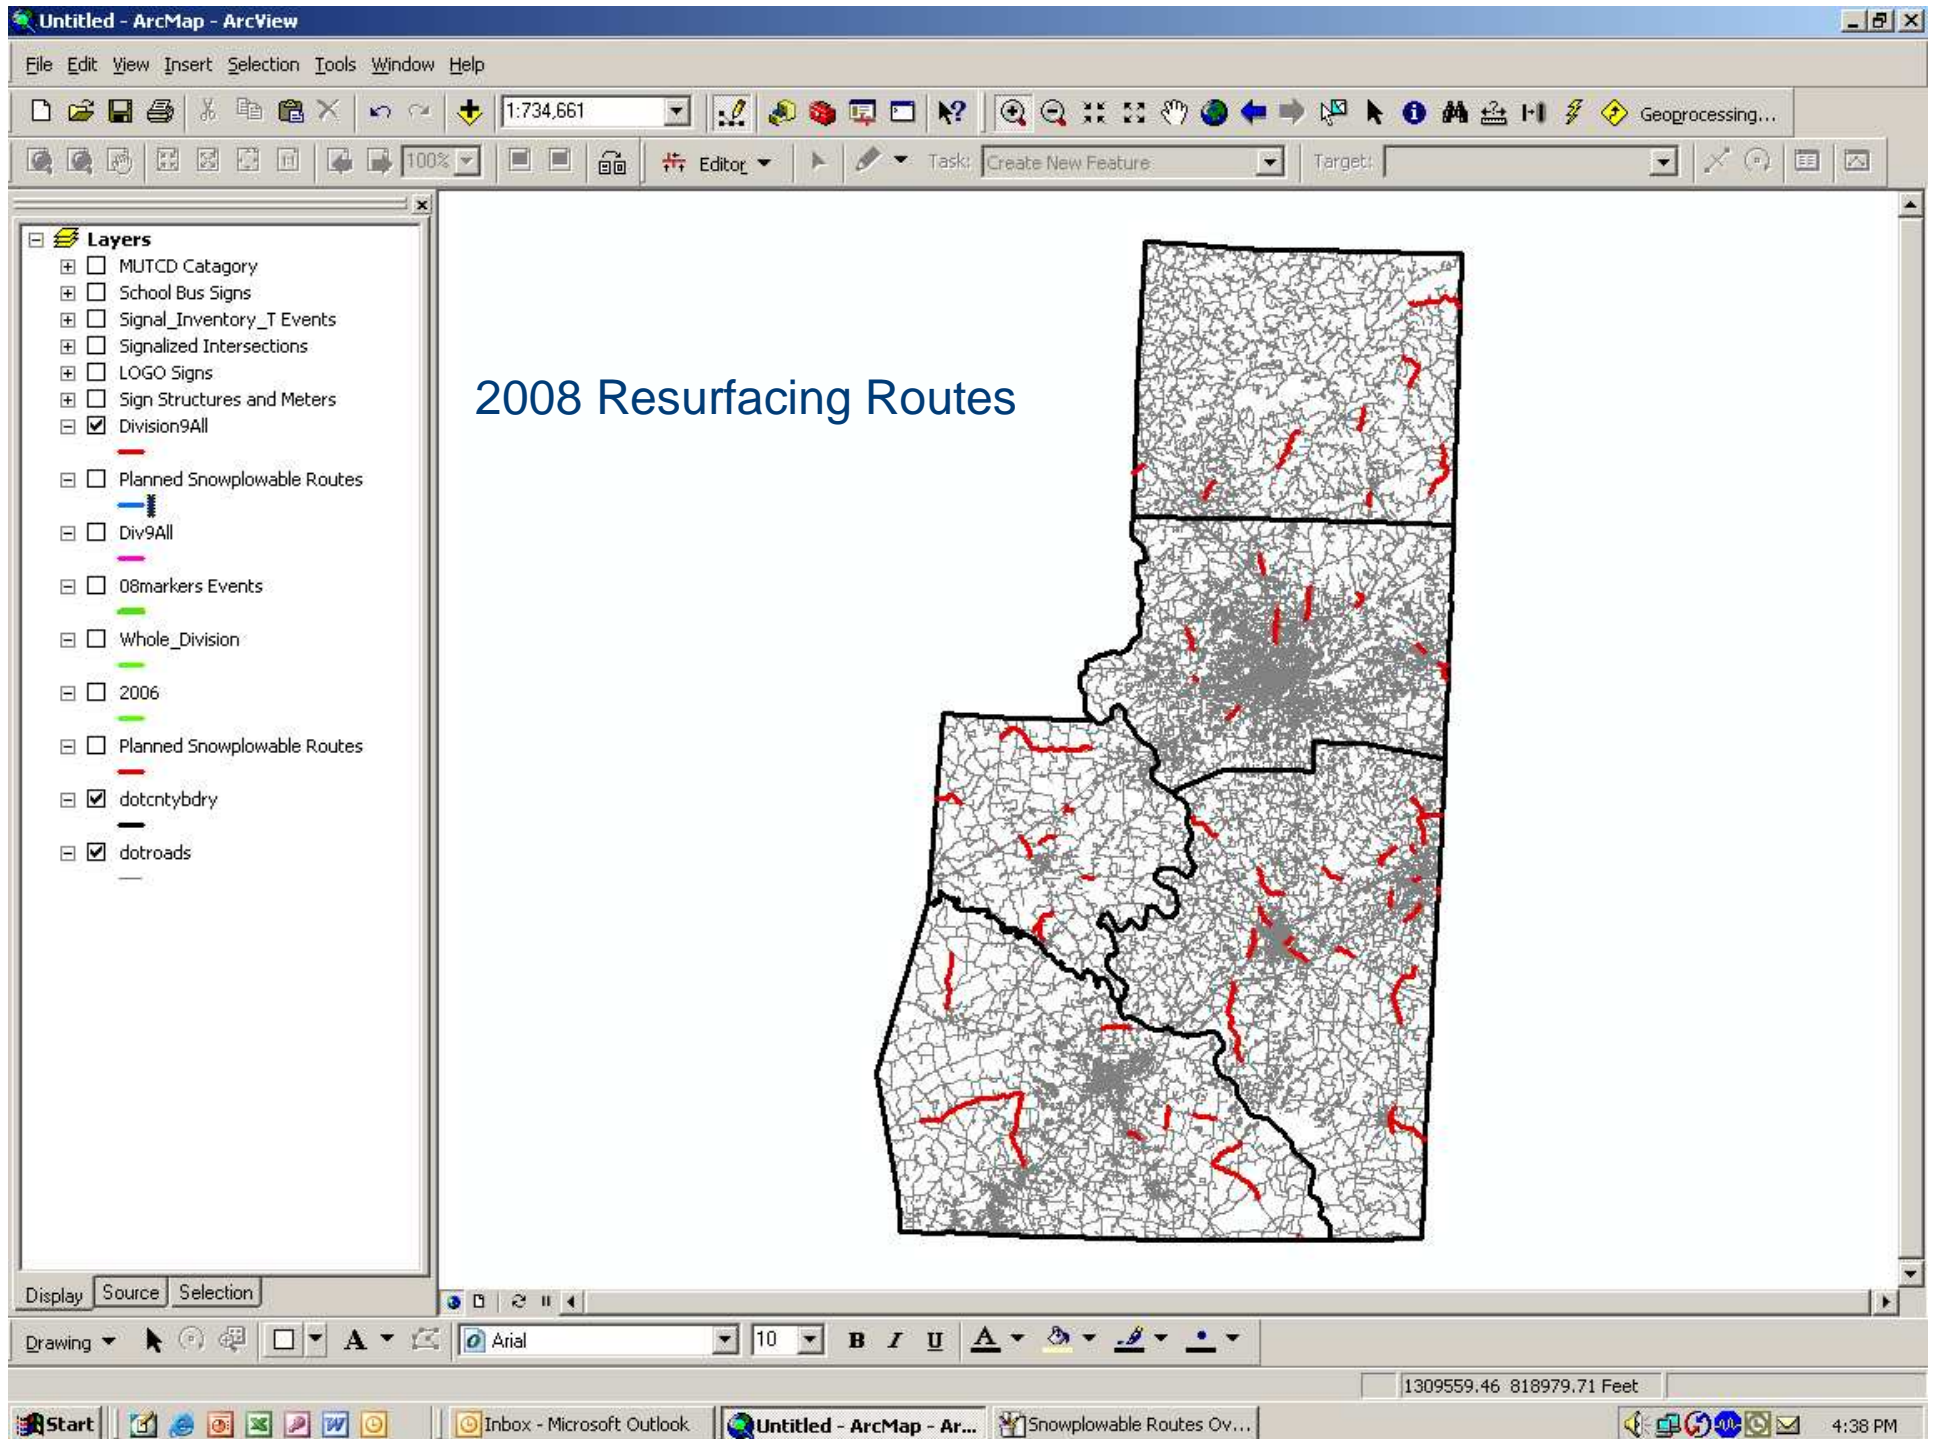 Untitled - ArcMap - ArcView
File Edit View Insert Selection Tools Window Help
1:734,661
Geoprocessing...
100%
Editor
Task: Create New Feature
Target:
Layers
MUTCD Catagory
School Bus Signs
Signal_Inventory_T Events
Signalized Intersections
LOGO Signs
Sign Structures and Meters
Division9All
Planned Snowplowable Routes
Div9All
08markers Events
Whole_Division
2006
Planned Snowplowable Routes
dotcntybdry
dotroads
2008 Resurfacing Routes
Display Source Selection
Drawing
A
Arial
10
B I U A
1309559.46 818979.71 Feet
Start
Inbox - Microsoft Outlook
Untitled - ArcMap - Ar...
Snowplowable Routes Ov...
4:38 PM